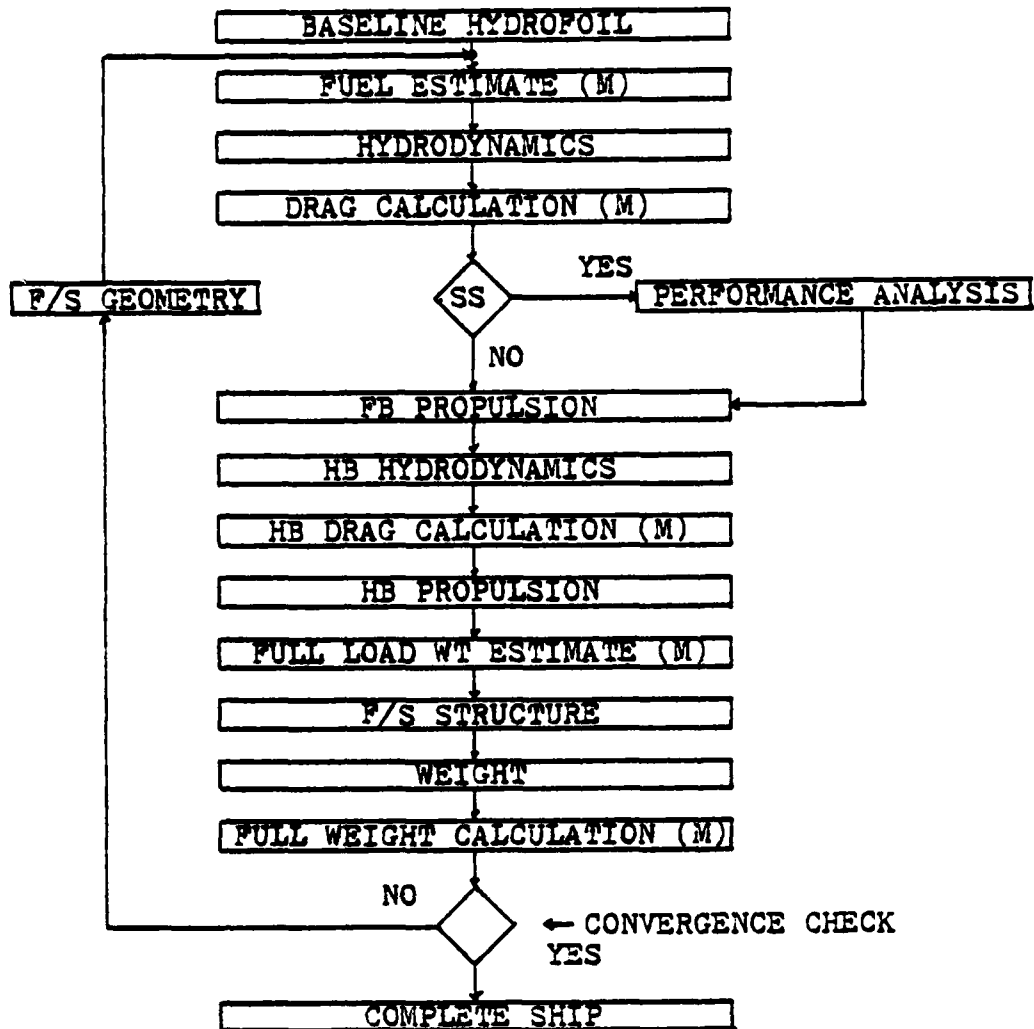 BASELINE HYDROFOIL
FUEL ESTIMATE (M)
HYDRODYNAMICS
DRAG CALCULATION (M)
YES
F/S GEOMETRY
SS
PERFORMANCE ANALYSIS
NO
FB PROPULSION
HB HYDRODYNAMICS
HB DRAG CALCULATION (M)
HB PROPULSION
FULL LOAD WT ESTIMATE (M)
F/S STRUCTURE
WEIGHT
FULL WEIGHT CALCULATION (M)
NO
← CONVERGENCE CHECK
YES
COMPLETE SHIP